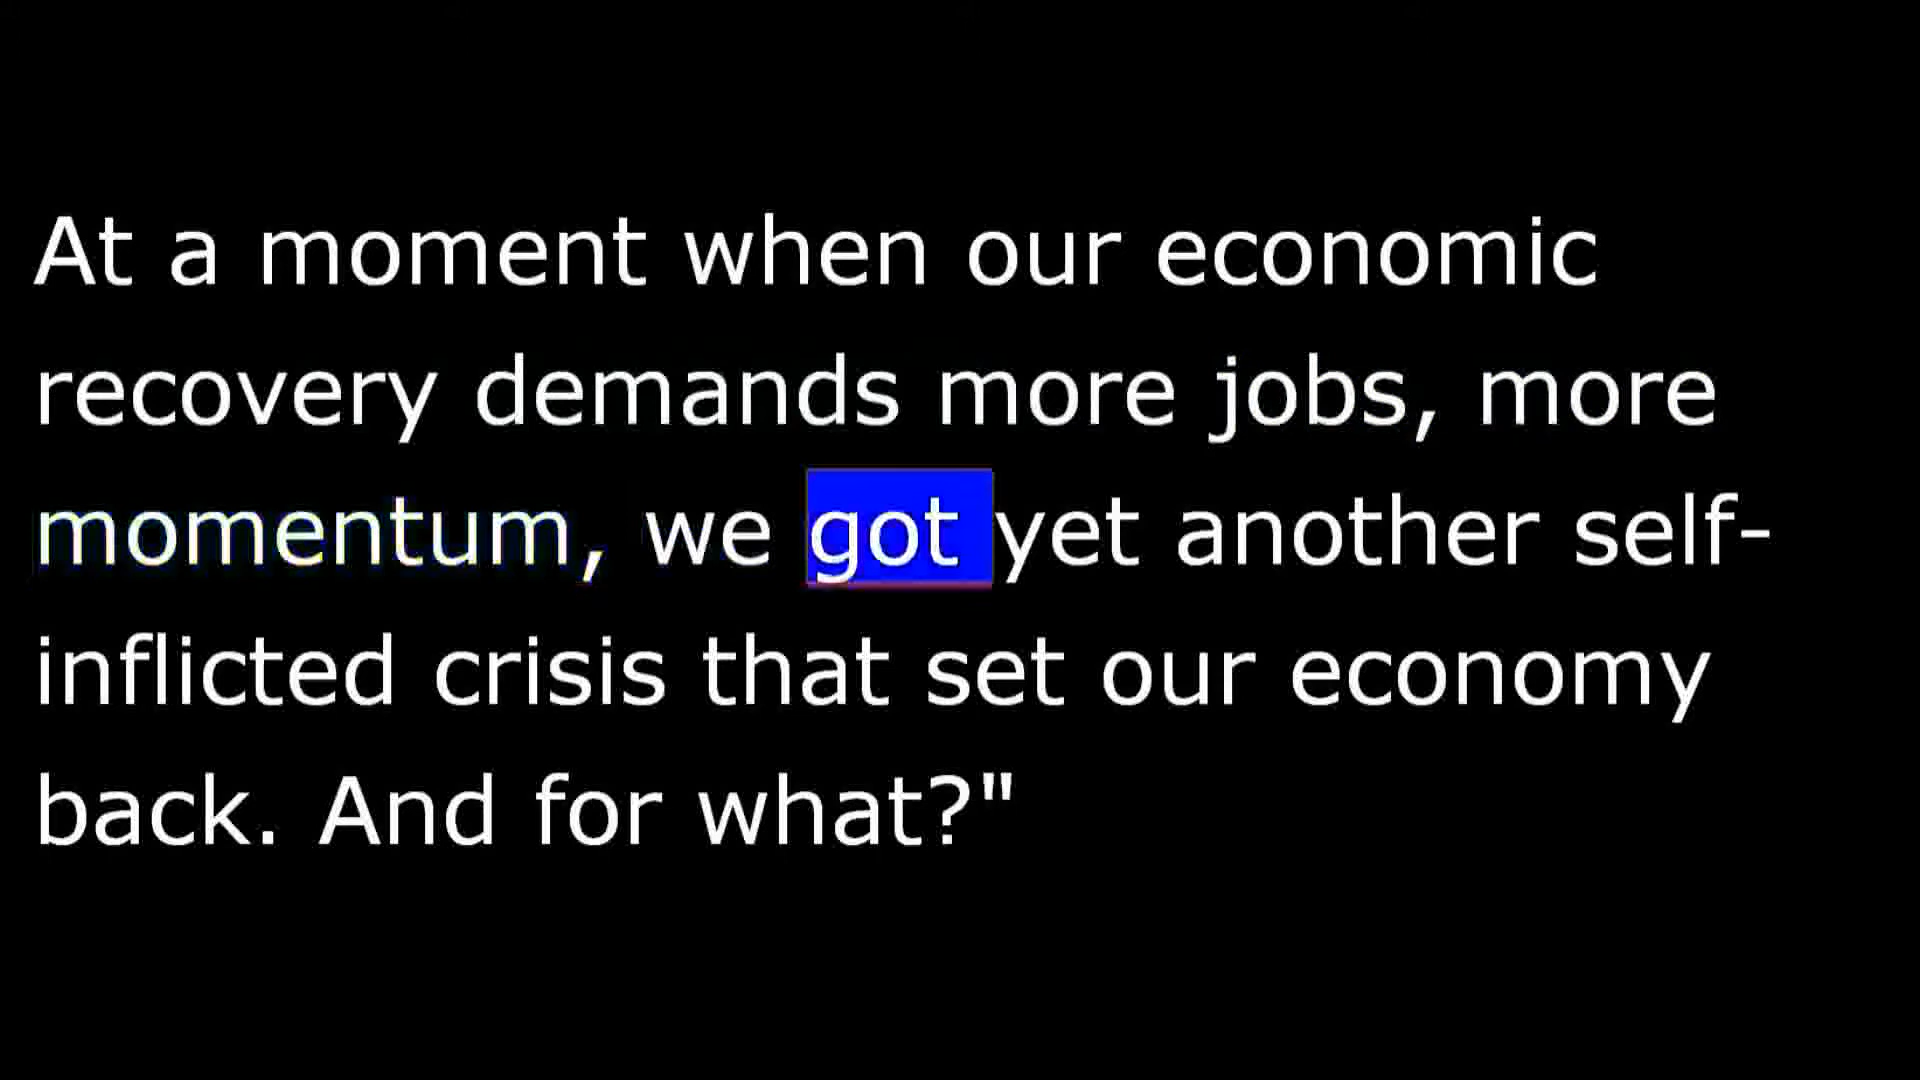 At a moment when our economic
recovery demands more jobs, more
momentum, we got yet another self-
inflicted crisis that set our economy
back. And for what?"